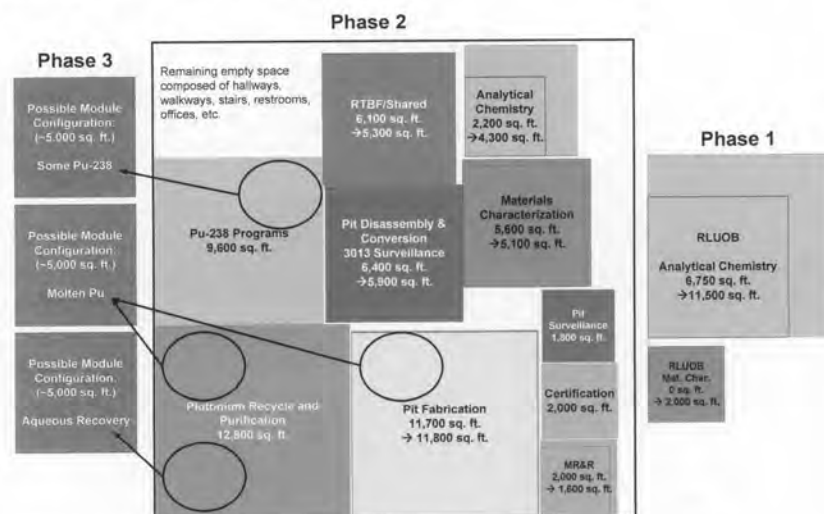 Phase 2
Phase 3
Phase 1
Remaining empty space
composed of hallways,
walkways, stairs, restrooms,
offices, etc.
Possible Module
Configuration:
(~5,000 sq. ft.)
Some Pu-238
Possible Module
Configuration:
(~5,000 sq. ft.)
Molten Pu
Possible Module
Configuration:
(~5,000 sq. ft.)
Aqueous Recovery
RTBF/Shared
6,100 sq. ft.
→5,300 sq. ft.
Analytical
Chemistry
2,200 sq. ft.
→4,300 sq. ft.
Pu-238 Programs
9,600 sq. ft.
Pit Disassembly &
Conversion
3013 Surveillance
6,400 sq. ft.
→5,900 sq. ft.
Materials
Characterization
5,600 sq. ft.
→5,100 sq. ft.
Plutonium Recycle and
Purification
12,800 sq. ft.
Pit Fabrication
11,700 sq. ft.
→ 11,800 sq. ft.
Pit
Surveillance
1,800 sq. ft.
Certification
2,000 sq. ft.
MR&R
2,000 sq. ft.
→ 1,600 sq. ft.
RLUOB
Analytical Chemistry
6,750 sq. ft.
→11,500 sq. ft.
RLUOB
Mat. Char.
0 sq. ft.
→ 2,000 sq. ft.